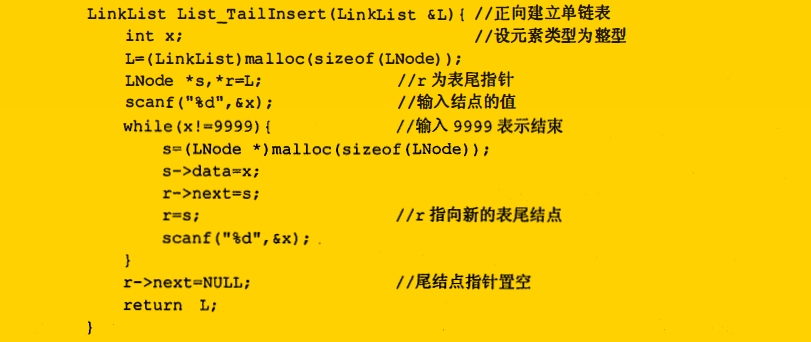 LinkList List_TailInsert(LinkList &L){ //正向建立单链表
int x; //设元素类型为整型
L=(LinkList)malloc(sizeof(LNode));
LNode *s,*r=L; //r 为表尾指针
scanf("%d",&x); //输入结点的值
while(x!=9999){ //输入 9999 表示结束
s=(LNode *)malloc(sizeof(LNode));
s->data=x;
r->next=s;
r=s; //r 指向新的表尾结点
scanf("%d",&x);
}
r->next=NULL; //尾结点指针置空
return L;
}